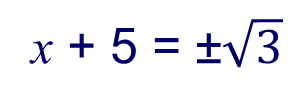 x + 5 = ±√3